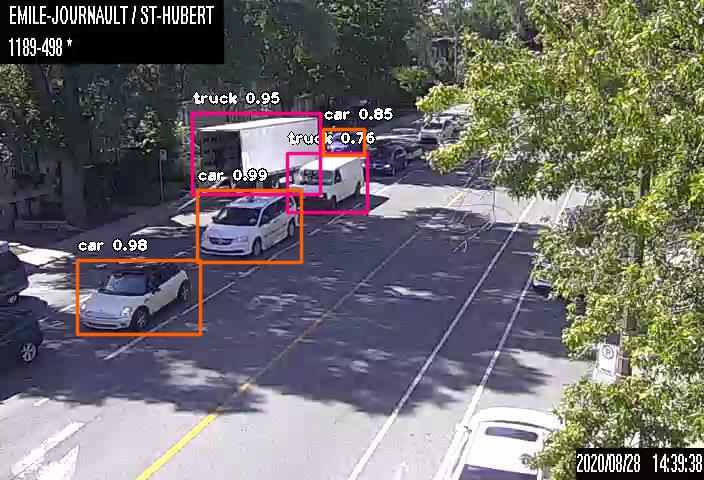 EMILE-JOURNAULT / ST-HUBERT
1189-498 *
truck 0.95
car 0.85
truck 0.76
car 0.99
car 0.98
P
2020/08/28 14:39:38